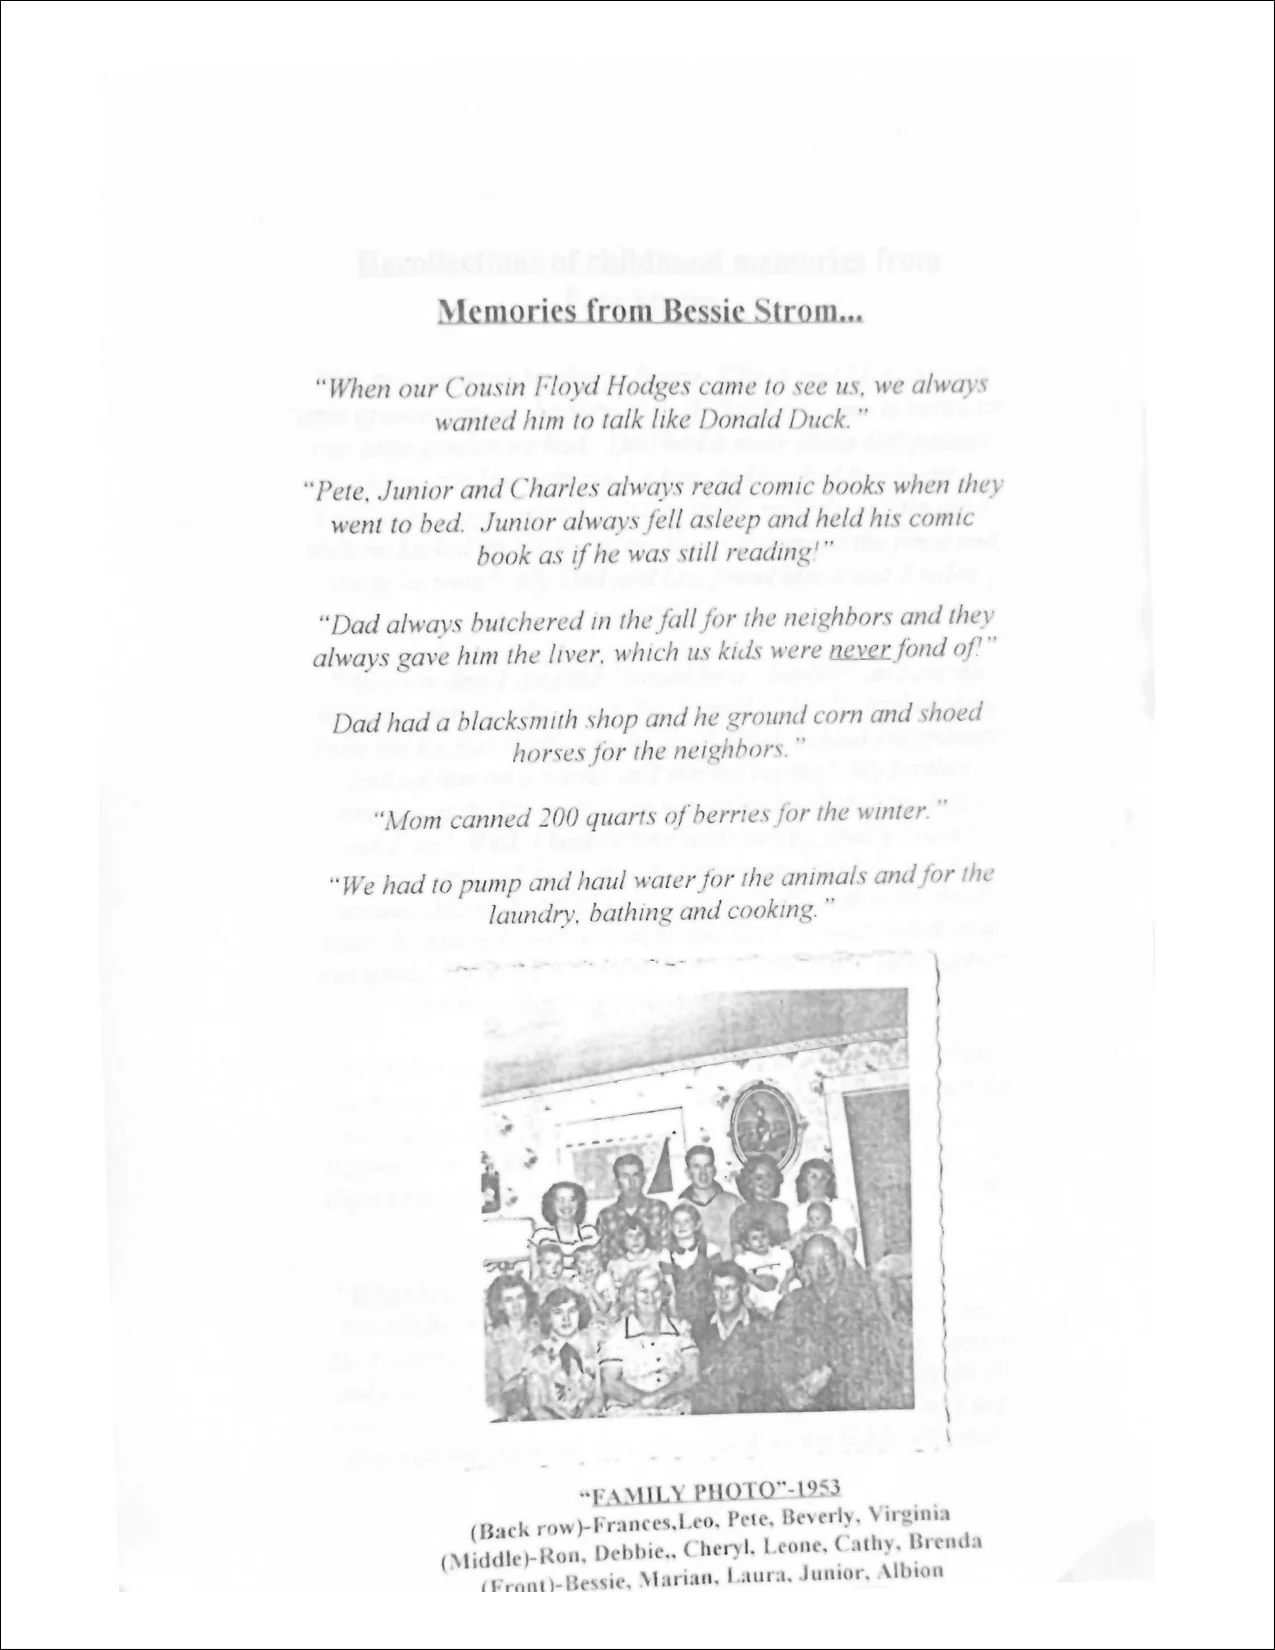 Recollections of childhood memories from
Memories from Bessie Strom...
“When our Cousin Floyd Hodges came to see us, we always
wanted him to talk like Donald Duck.”
“Pete, Junior and Charles always read comic books when they
went to bed. Junior always fell asleep and held his comic
book as if he was still reading!”
“Dad always butchered in the fall for the neighbors and they
always gave him the liver, which us kids were never fond of!”
Dad had a blacksmith shop and he ground corn and shoed
horses for the neighbors.”
“Mom canned 200 quarts of berries for the winter.”
“We had to pump and haul water for the animals and for the
laundry, bathing and cooking.”
“FAMILY PHOTO”-1953
(Back row)-Frances,Leo, Pete, Beverly, Virginia
(Middle)-Ron, Debbie,, Cheryl, Leone, Cathy, Brenda
(Front)-Bessie, Marian, Laura, Junior, Albion